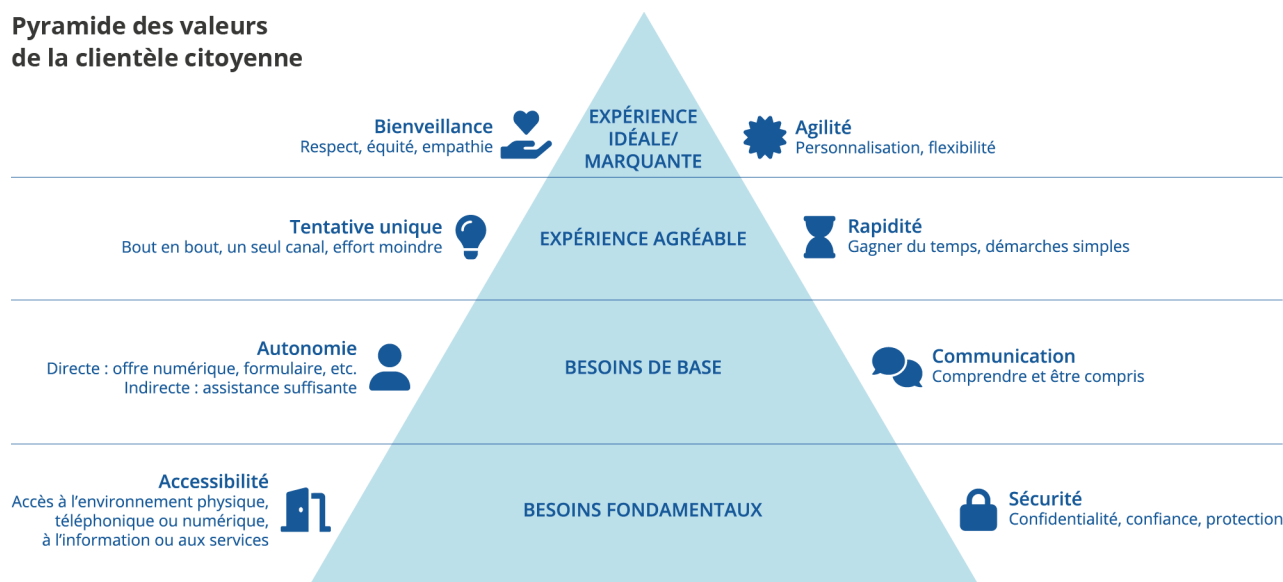 Pyramide des valeurs
de la clientèle citoyenne
Bienveillance
Respect, équité, empathie
EXPÉRIENCE
IDÉALE/
MARQUANTE
Agilité
Personnalisation, flexibilité
Tentative unique
Bout en bout, un seul canal, effort moindre
EXPÉRIENCE AGRÉABLE
Rapidité
Gagner du temps, démarches simples
Autonomie
Directe : offre numérique, formulaire, etc.
Indirecte : assistance suffisante
BESOINS DE BASE
Communication
Comprendre et être compris
Accessibilité
Accès à l’environnement physique,
téléphonique ou numérique,
à l’information ou aux services
BESOINS FONDAMENTAUX
Sécurité
Confidentialité, confiance, protection